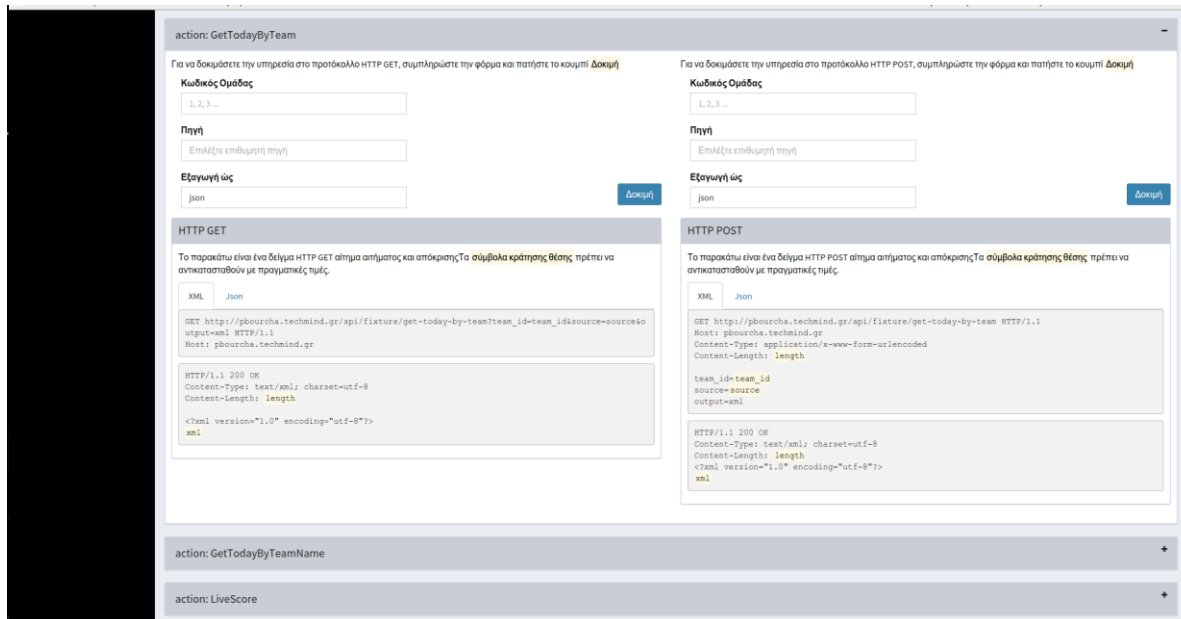 action: GetTodayByTeam
Για να δοκιμάσετε την υπηρεσία στο προτόκολλο HTTP GET, συμπληρώστε την φόρμα και πατήστε το κουμπί Δοκιμή
Κωδικός Ομάδας
1, 2, 3 ...
Πηγή
Επιλέξτε επιθυμητή πηγή
Εξαγωγή ώς
json
Δοκιμή
HTTP GET
Το παρακάτω είναι ένα δείγμα HTTP GET αίτημα αιτήματος και απόκρισηςΤα σύμβολα κράτησης θέσης πρέπει να
αντικατασταθούν με πραγματικές τιμές.
XML Json
GET http://pbourcha.techmind.gr/api/fixture/get-today-by-team?team_id=team_id&source=source&o
utput=xml HTTP/1.1
Host: pbourcha.techmind.gr
HTTP/1.1 200 OK
Content-Type: text/xml; charset=utf-8
Content-Length: length
<?xml version="1.0" encoding="utf-8"?>
xml
Για να δοκιμάσετε την υπηρεσία στο προτόκολλο HTTP POST, συμπληρώστε την φόρμα και πατήστε το κουμπί Δοκιμή
Κωδικός Ομάδας
1, 2, 3 ...
Πηγή
Επιλέξτε επιθυμητή πηγή
Εξαγωγή ώς
json
Δοκιμή
HTTP POST
Το παρακάτω είναι ένα δείγμα HTTP POST αίτημα αιτήματος και απόκρισηςΤα σύμβολα κράτησης θέσης πρέπει να
αντικατασταθούν με πραγματικές τιμές.
XML Json
GET http://pbourcha.techmind.gr/api/fixture/get-today-by-team HTTP/1.1
Host: pbourcha.techmind.gr
Content-Type: application/x-www-form-urlencoded
Content-Length: length
team_id=team_id
source=source
output=xml
HTTP/1.1 200 OK
Content-Type: text/xml; charset=utf-8
Content-Length: length
<?xml version="1.0" encoding="utf-8"?>
xml
action: GetTodayByTeamName
action: LiveScore